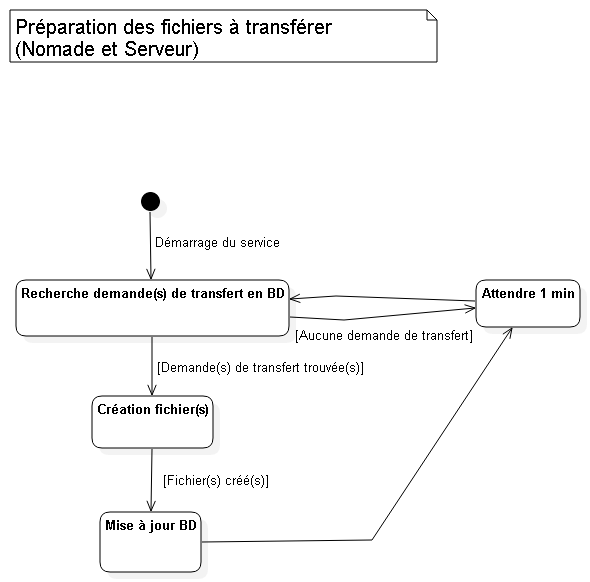 Préparation des fichiers à transférer
(Nomade et Serveur)
Démarrage du service
Recherche demande(s) de transfert en BD
Attendre 1 min
[Aucune demande de transfert]
[Demande(s) de transfert trouvée(s)]
Création fichier(s)
[Fichier(s) créé(s)]
Mise à jour BD